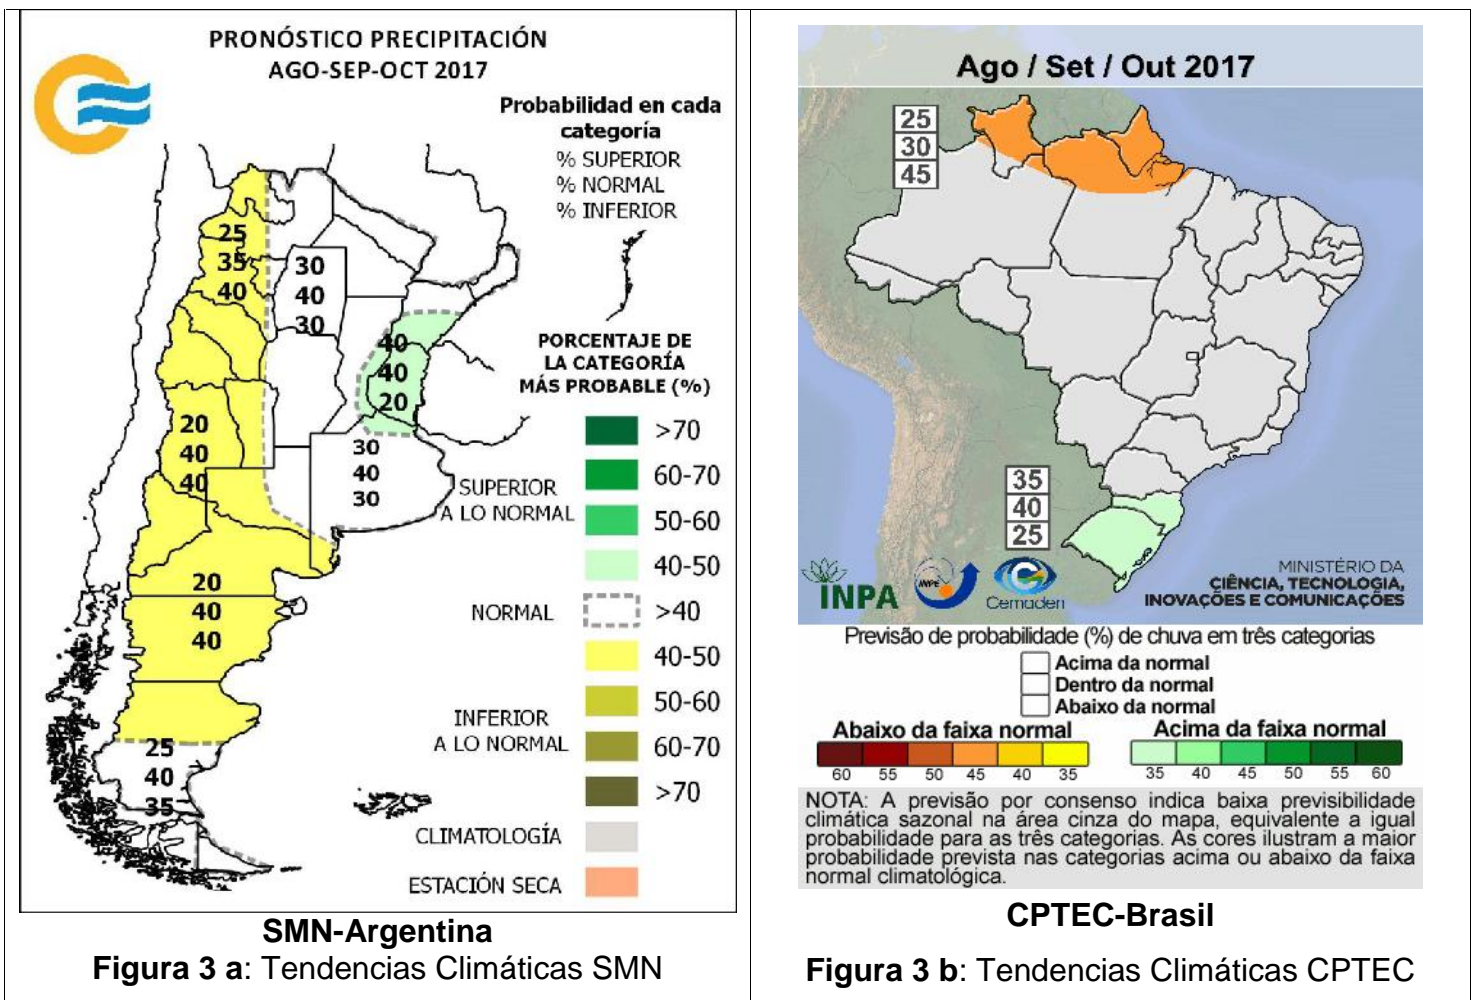 PRONÓSTICO PRECIPITACIÓN
AGO-SEP-OCT 2017
Probabilidad en cada
categoría
% SUPERIOR
% NORMAL
% INFERIOR
25
35
40
30
40
30
40
40
20
20
40
40
30
40
30
20
40
40
25
40
35
PORCENTAJE DE
LA CATEGORÍA
MÁS PROBABLE (%)
>70
60-70
SUPERIOR
A LO NORMAL
50-60
40-50
NORMAL
>40
40-50
50-60
INFERIOR
A LO NORMAL
60-70
>70
CLIMATOLOGÍA
ESTACIÓN SECA
SMN-Argentina
Figura 3 a: Tendencias Climáticas SMN
Ago / Set / Out 2017
25
30
45
35
40
25
INPA
INPE
Cemaden
MINISTÉRIO DA
CIÊNCIA, TECNOLOGIA,
INOVAÇÕES E COMUNICAÇÕES
Previsão de probabilidade (%) de chuva em três categorias
Acima da normal
Dentro da normal
Abaixo da normal
Abaixo da faixa normal
60 55 50 45 40 35
Acima da faixa normal
35 40 45 50 55 60
NOTA: A previsão por consenso indica baixa previsibilidade
climática sazonal na área cinza do mapa, equivalente a igual
probabilidade para as três categorias. As cores ilustram a maior
probabilidade prevista nas categorias acima ou abaixo da faixa
normal climatológica.
CPTEC-Brasil
Figura 3 b: Tendencias Climáticas CPTEC